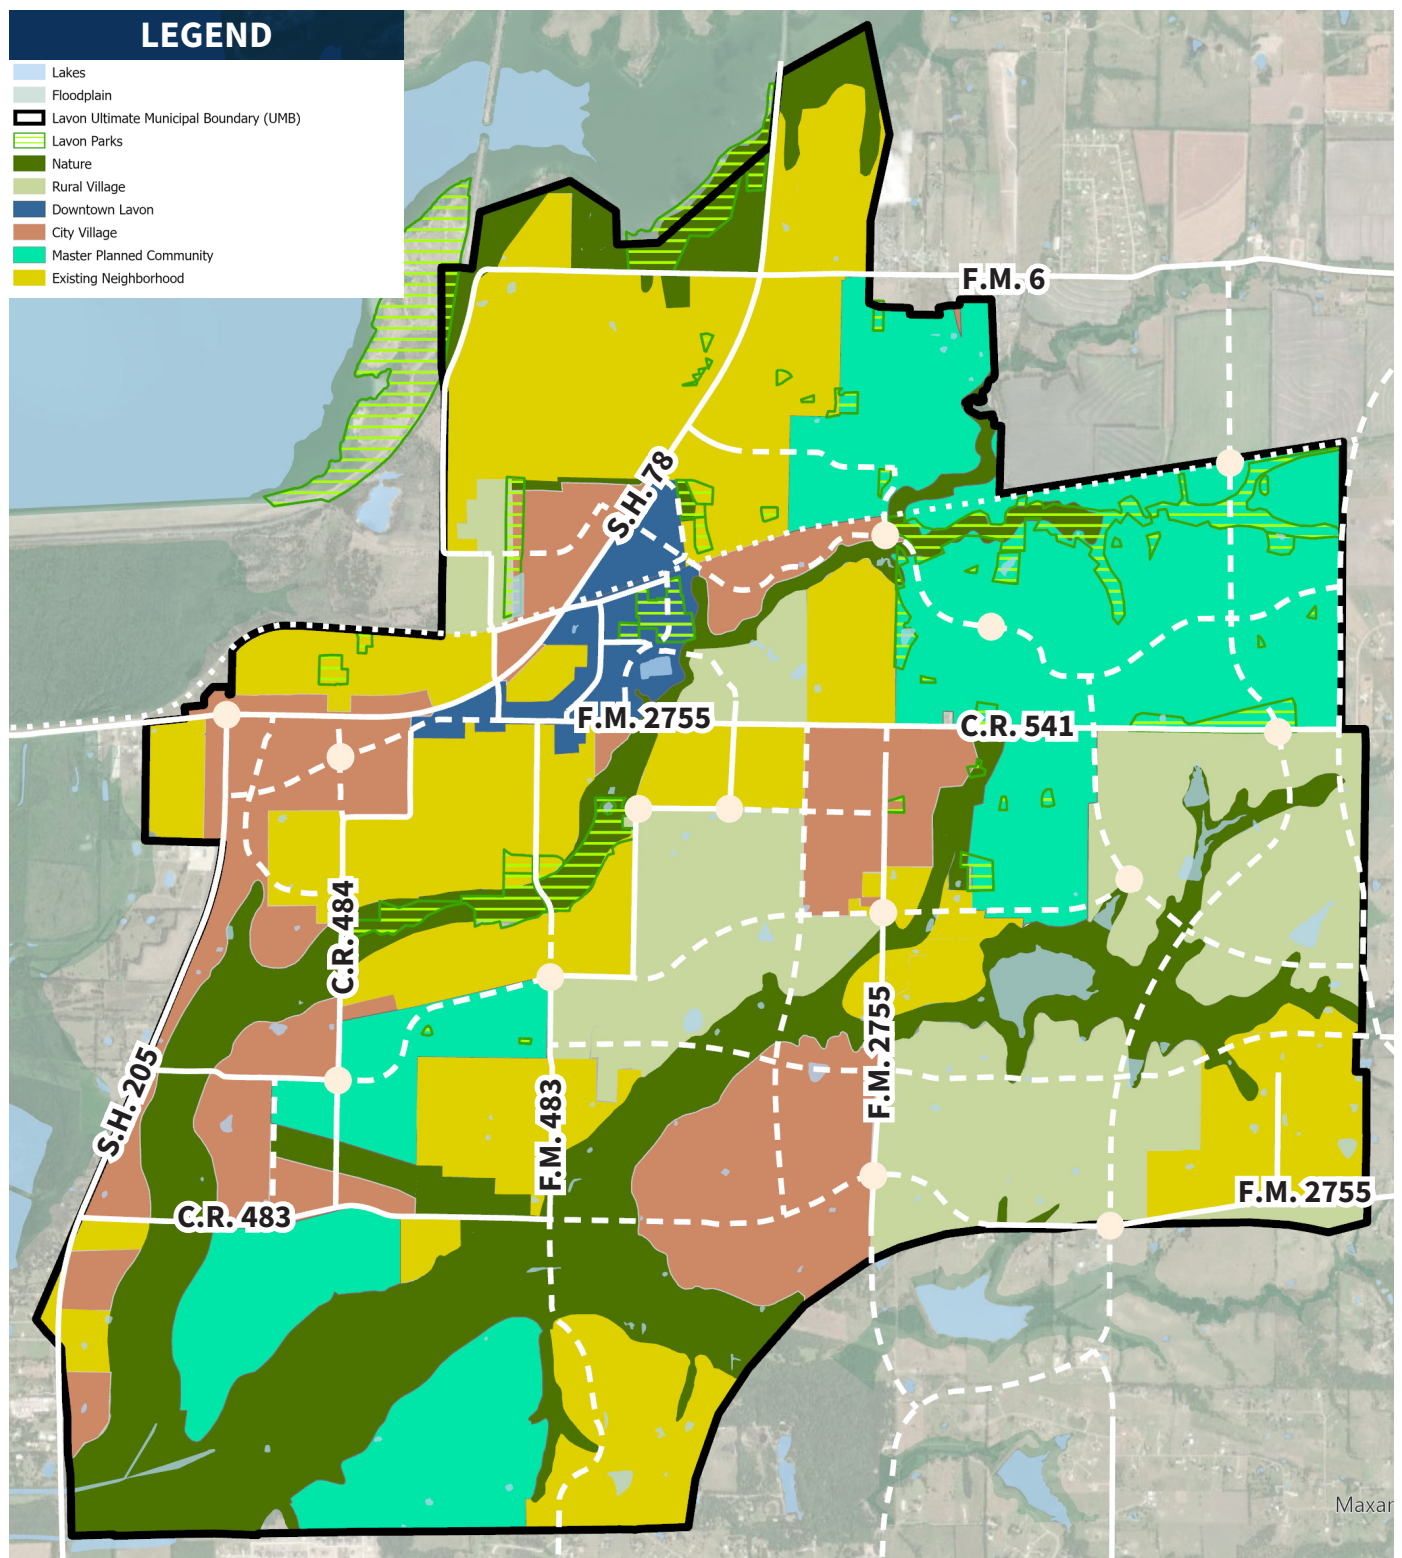 LEGEND
Lakes
Floodplain
Lavon Ultimate Municipal Boundary (UMB)
Lavon Parks
Nature
Rural Village
Downtown Lavon
City Village
Master Planned Community
Existing Neighborhood
F.M. 6
S.H. 78
F.M. 2755
C.R. 541
C.R. 484
F.M. 2755
S.H. 205
F.M. 483
C.R. 483
F.M. 2755
Maxar